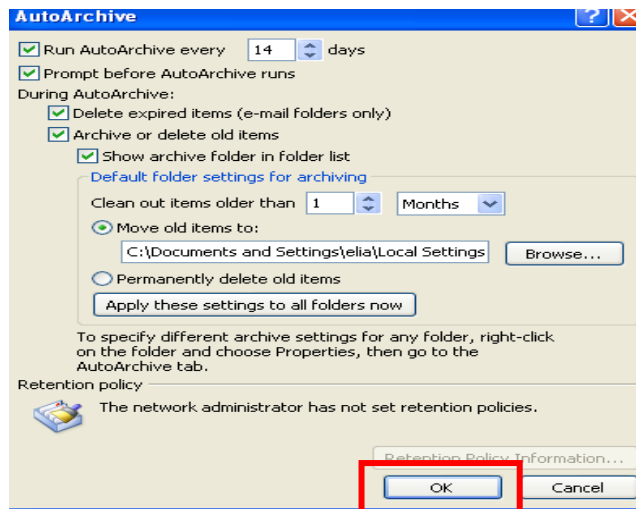 AutoArchive
Run AutoArchive every 14 days
Prompt before AutoArchive runs
During AutoArchive:
Delete expired items (e-mail folders only)
Archive or delete old items
Show archive folder in folder list
Default folder settings for archiving
Clean out items older than 1 Months
Move old items to:
C:\Documents and Settings\elia\Local Settings Browse...
Permanently delete old items
Apply these settings to all folders now
To specify different archive settings for any folder, right-click
on the folder and choose Properties, then go to the
AutoArchive tab.
Retention policy
The network administrator has not set retention policies.
Retention Policy Information...
OK Cancel